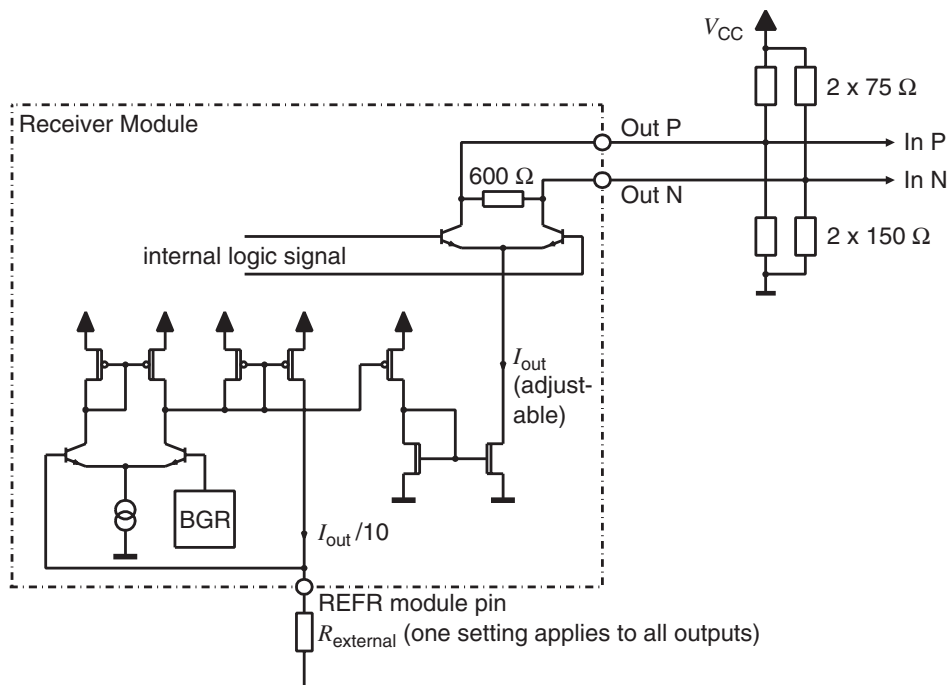 V_CC
2 x 75 Ω
Receiver Module
Out P
In P
600 Ω
In N
Out N
2 x 150 Ω
internal logic signal
I_out
(adjust-
able)
BGR
I_out /10
REFR module pin
R_external (one setting applies to all outputs)